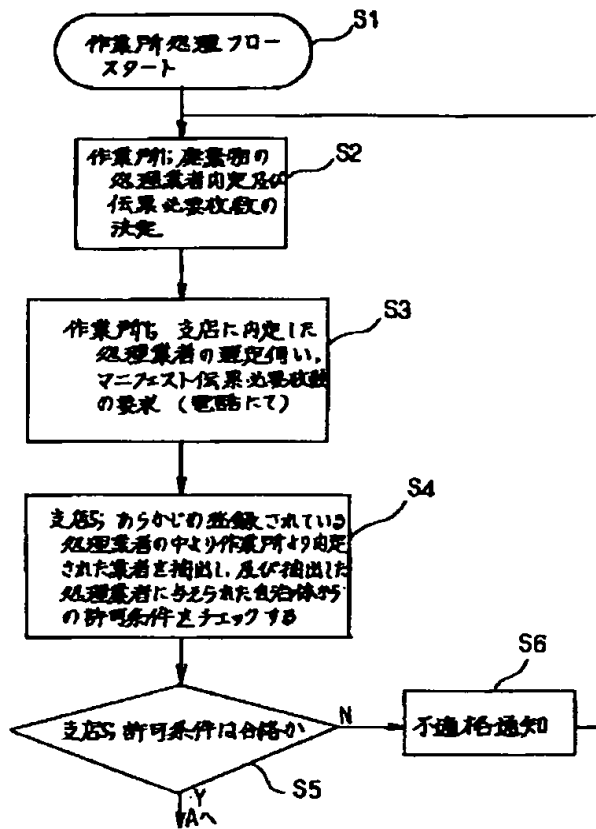 S1
作業所処理フロー
スタート
S2
作業所; 廃棄物の
処理業者内定及び
伝票必要枚数の
決定
S3
作業所; 支店に内定した
処理業者の選定伺い,
マニフェスト伝票必要枚数
の要求 (電話にて)
S4
支店; あらかじめ登録されている
処理業者の中より作業所より内定
された業者を抽出し, 及び抽出した
処理業者に与えられた自治体から
の許可条件をチェックする
S6
支店; 許可条件は合格か
N
不適格通知
S5
Y
Aへ